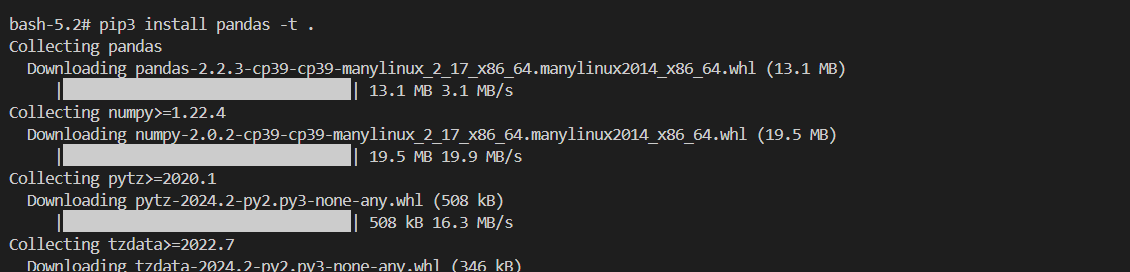 bash-5.2# pip3 install pandas -t .
Collecting pandas
  Downloading pandas-2.2.3-cp39-cp39-manylinux_2_17_x86_64.manylinux2014_x86_64.whl (13.1 MB)
     || 13.1 MB 3.1 MB/s
Collecting numpy>=1.22.4
  Downloading numpy-2.0.2-cp39-cp39-manylinux_2_17_x86_64.manylinux2014_x86_64.whl (19.5 MB)
     || 19.5 MB 19.9 MB/s
Collecting pytz>=2020.1
  Downloading pytz-2024.2-py2.py3-none-any.whl (508 kB)
     || 508 kB 16.3 MB/s
Collecting tzdata>=2022.7
  Downloading tzdata-2024.2-py2.py3-none-any.whl (346 kB)